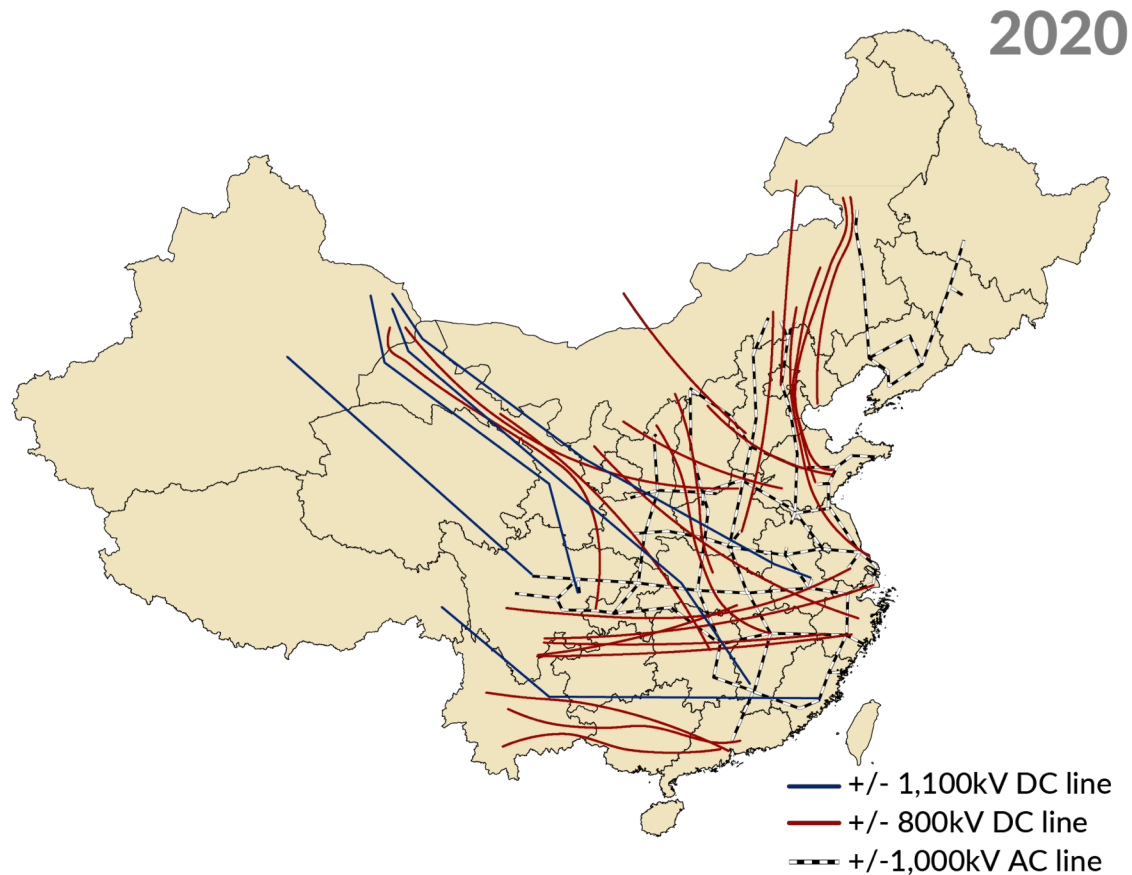 2020
+/- 1,100kV DC line
+/- 800kV DC line
+/-1,000kV AC line